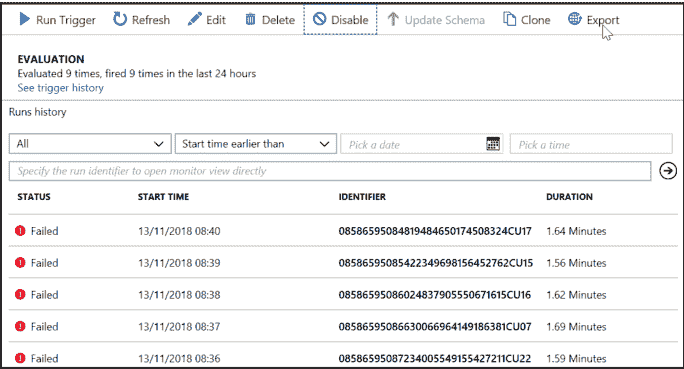 Run Trigger Refresh Edit Delete Disable Update Schema Clone Export
EVALUATION
Evaluated 9 times, fired 9 times in the last 24 hours
See trigger history
Runs history
All Start time earlier than Pick a date Pick a time
Specify the run identifier to open monitor view directly
STATUS START TIME IDENTIFIER DURATION
Failed 13/11/2018 08:40 08586595084819484650174508324CU17 1.64 Minutes
Failed 13/11/2018 08:39 08586595085422349698156452762CU15 1.56 Minutes
Failed 13/11/2018 08:38 08586595086024837905550671615CU16 1.62 Minutes
Failed 13/11/2018 08:37 08586595086630066964149186381CU07 1.69 Minutes
Failed 13/11/2018 08:36 08586595087234005549155427211CU22 1.59 Minutes